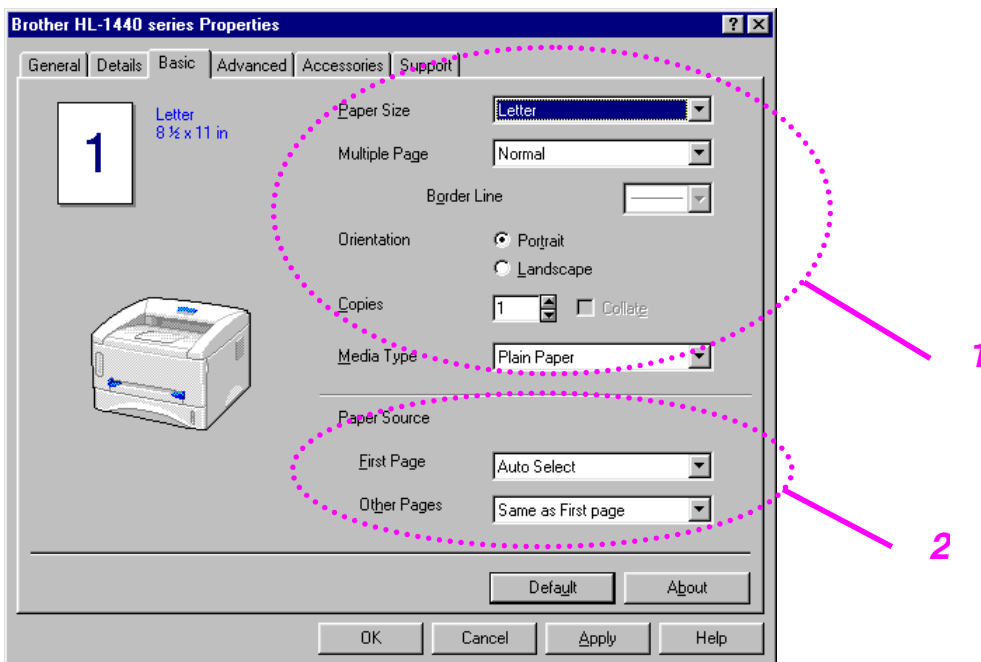 Brother HL-1440 series Properties
General Details Basic Advanced Accessories Support
1
Letter
8 ½ x 11 in
Paper Size Letter
Multiple Page Normal
Border Line
Orientation Portrait
Landscape
Copies 1 Collate
Media Type Plain Paper
1
Paper Source
First Page Auto Select
Other Pages Same as First page
2
Default About
OK Cancel Apply Help